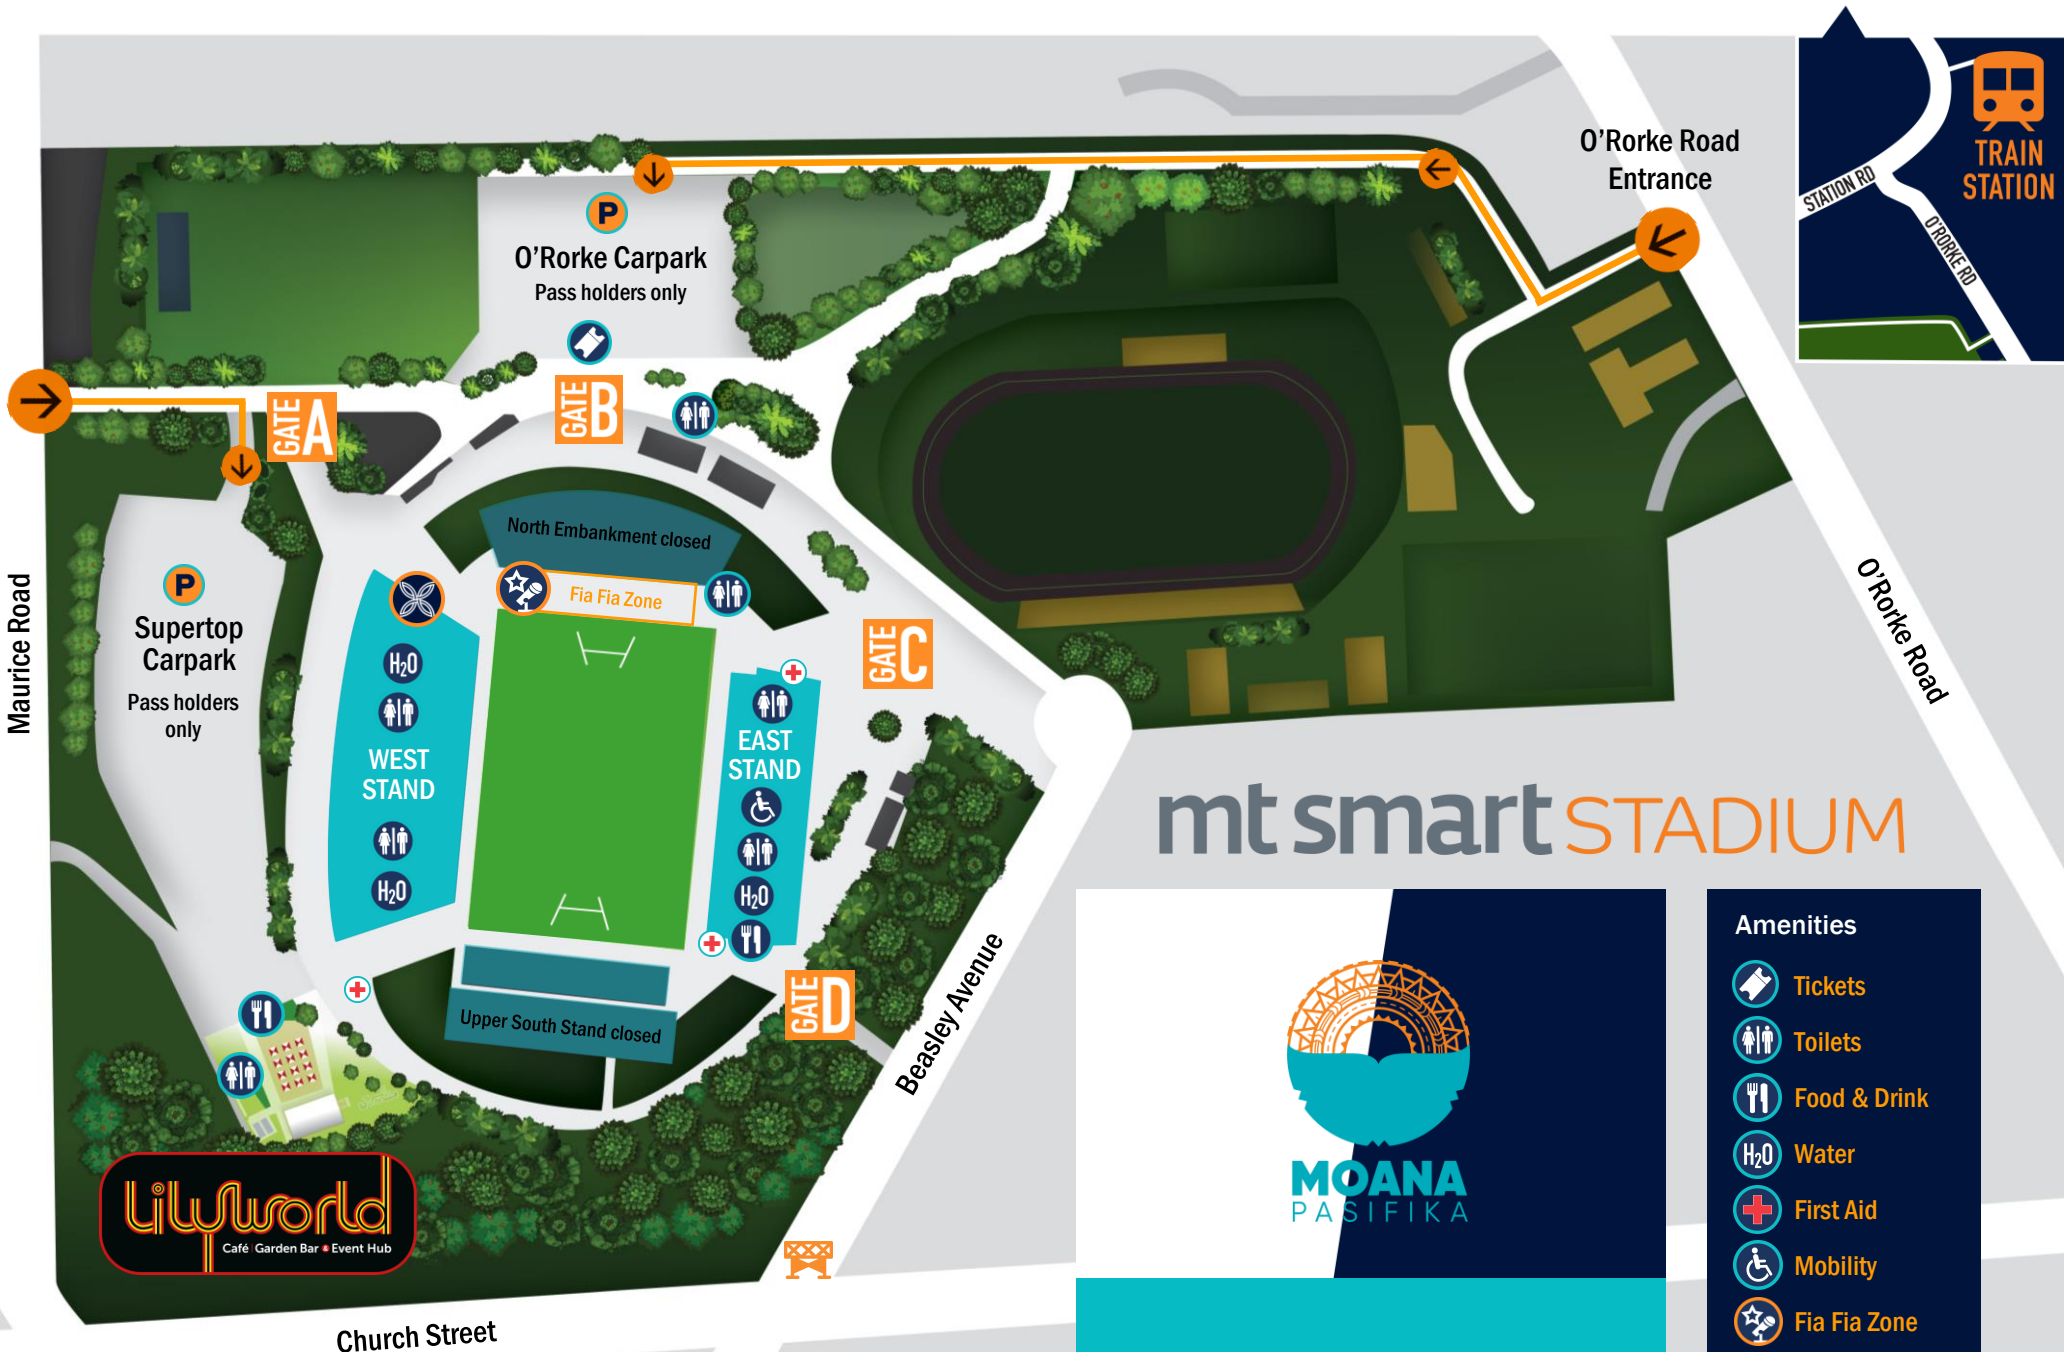 O'Rorke Road
Entrance
TRAIN
STATION
STATION RD
O'RORKE RD
P
O'Rorke Carpark
Pass holders only
GATE A
GATE B
North Embankment closed
Fia Fia Zone
P
Supertop
Carpark
Pass holders
only
Maurice Road
H₂O
WEST
STAND
H₂O
EAST
STAND
H₂O
GATE C
GATE D
O'Rorke Road
Upper South Stand closed
Beasley Avenue
mt smart STADIUM
Lilyworld
Café Garden Bar & Event Hub
Church Street
MOANA
PASIFIKA
Amenities
Tickets
Toilets
Food & Drink
H₂O Water
First Aid
Mobility
Fia Fia Zone